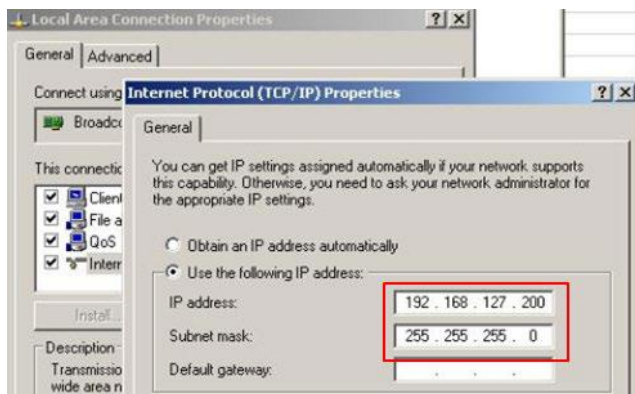 Local Area Connection Properties
General Advanced
Connect using
Internet Protocol (TCP/IP) Properties
General
This connectic
Client
File a
QoS
Interr
Install...
Description
Transmissio
wide area n
You can get IP settings assigned automatically if your network supports
this capability. Otherwise, you need to ask your network administrator for
the appropriate IP settings.
Obtain an IP address automatically
Use the following IP address:
IP address: 192 . 168 . 127 . 200
Subnet mask: 255 . 255 . 255 . 0
Default gateway: . . .